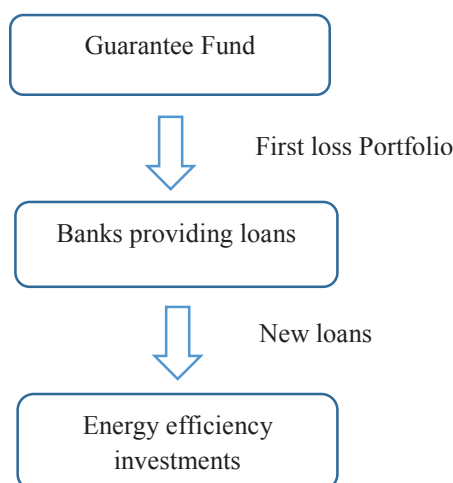 Guarantee Fund
First loss Portfolio
Banks providing loans
New loans
Energy efficiency
investments